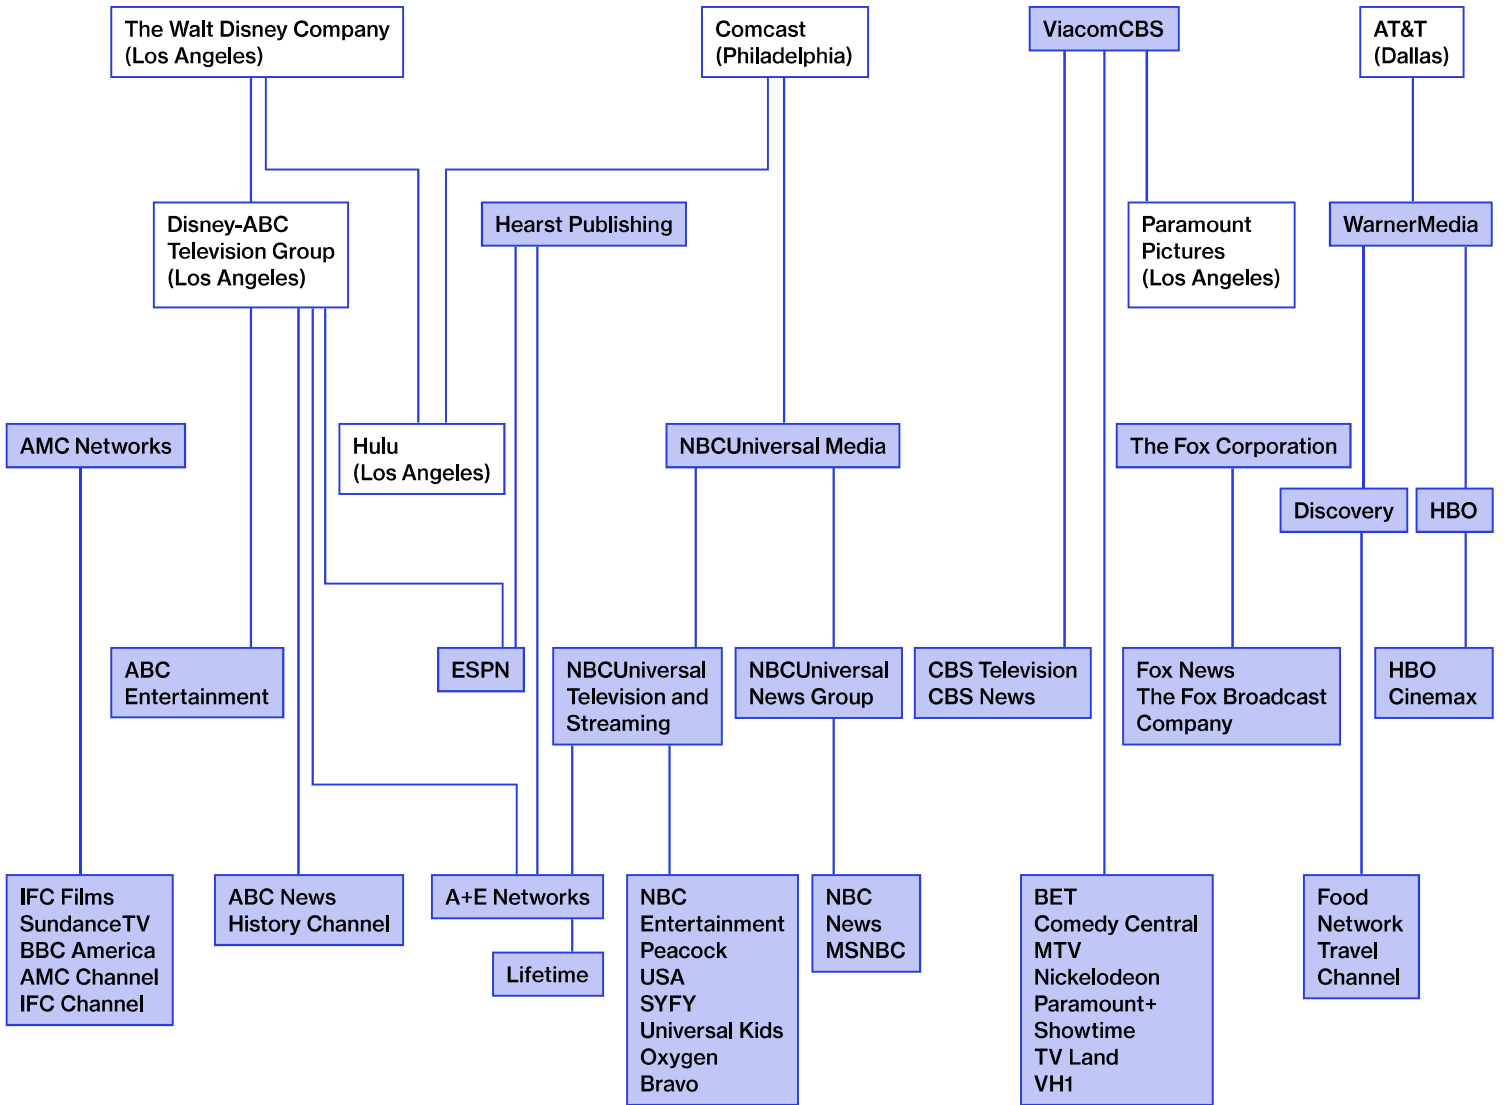 The Walt Disney Company
(Los Angeles)
Comcast
(Philadelphia)
ViacomCBS
AT&T
(Dallas)
Disney-ABC
Television Group
(Los Angeles)
Hearst Publishing
Paramount
Pictures
(Los Angeles)
WarnerMedia
AMC Networks
Hulu
(Los Angeles)
NBCUniversal Media
The Fox Corporation
Discovery
HBO
ABC
Entertainment
ESPN
NBCUniversal
Television and
Streaming
NBCUniversal
News Group
CBS Television
CBS News
Fox News
The Fox Broadcast
Company
HBO
Cinemax
IFC Films
SundanceTV
BBC America
AMC Channel
IFC Channel
ABC News
History Channel
A+E Networks
Lifetime
NBC
Entertainment
Peacock
USA
SYFY
Universal Kids
Oxygen
Bravo
NBC
News
MSNBC
BET
Comedy Central
MTV
Nickelodeon
Paramount+
Showtime
TV Land
VH1
Food
Network
Travel
Channel